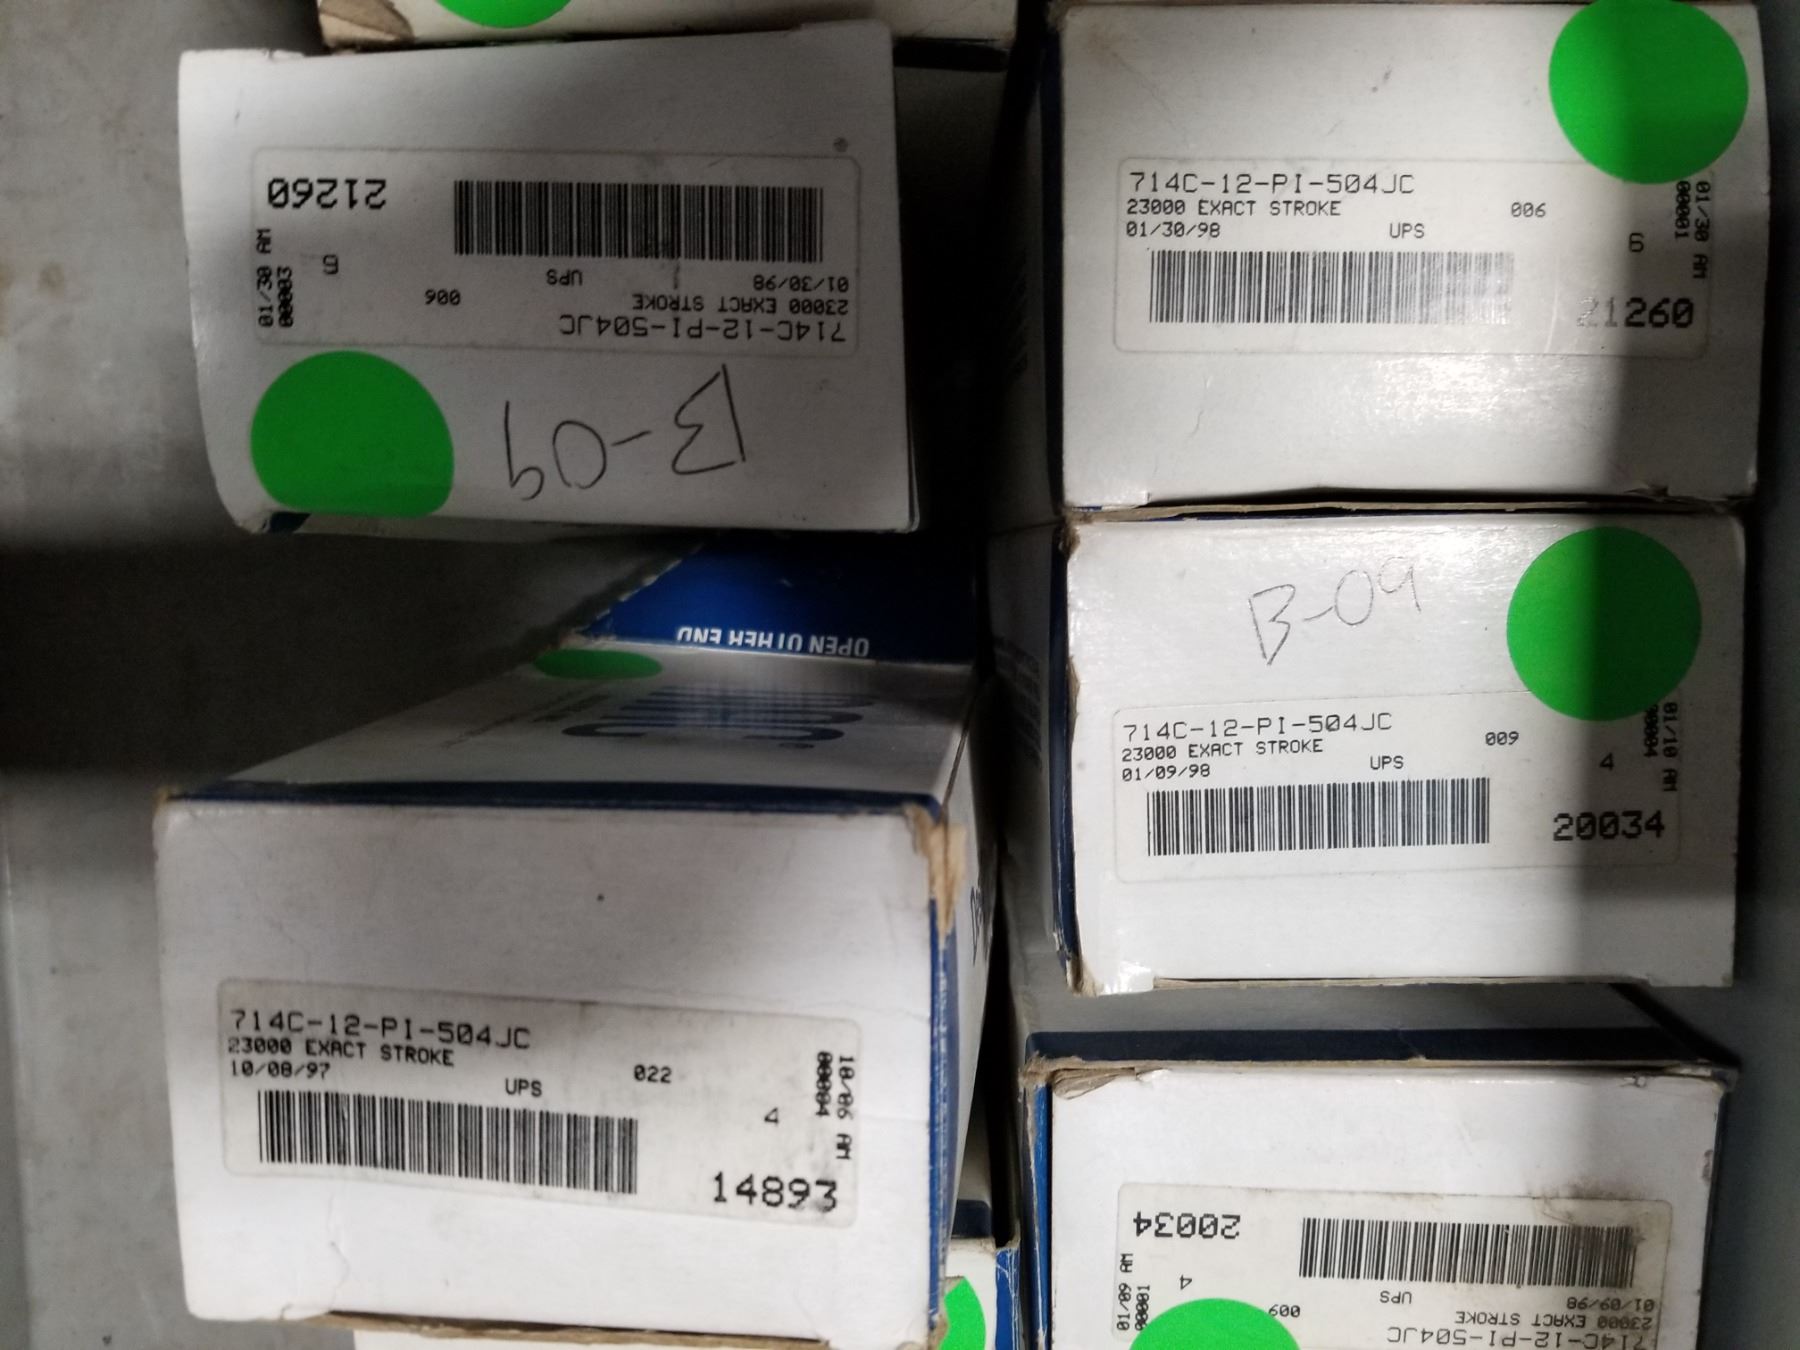 21260
01/30 AM
00003
6
006
UPS
01/30/98
23000 EXACT STROKE
714C-12-PI-504JC
B-09
714C-12-PI-504JC
23000 EXACT STROKE
006
01/30/98
UPS
6
01/30 AM
00001
21260
OPEN OTHER END
B-09
714C-12-PI-504JC
23000 EXACT STROKE
009
01/09/98
UPS
4
01/10 AM
00004
20034
714C-12-PI-504JC
23000 EXACT STROKE
10/08/97
022
UPS
4
10/06 AM
00004
14893
20034
01/09 AM
00001
4
009
UPS
01/09/98
23000 EXACT STROKE
714C-12-PI-504JC